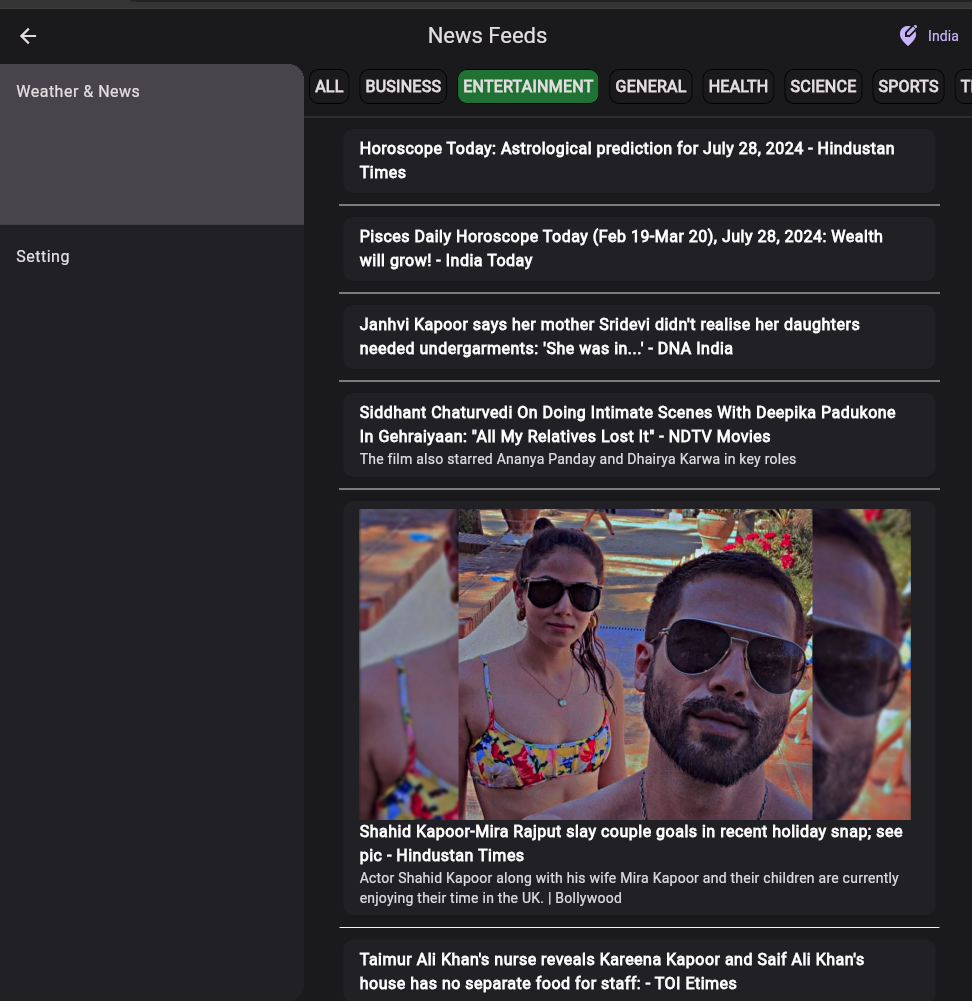 News Feeds
India
Weather & News
Setting
ALL
BUSINESS
ENTERTAINMENT
GENERAL
HEALTH
SCIENCE
SPORTS
Horoscope Today: Astrological prediction for July 28, 2024 - Hindustan
Times
Pisces Daily Horoscope Today (Feb 19-Mar 20), July 28, 2024: Wealth
will grow! - India Today
Janhvi Kapoor says her mother Sridevi didn't realise her daughters
needed undergarments: 'She was in...' - DNA India
Siddhant Chaturvedi On Doing Intimate Scenes With Deepika Padukone
In Gehraiyaan: "All My Relatives Lost It" - NDTV Movies
The film also starred Ananya Panday and Dhairya Karwa in key roles
Shahid Kapoor-Mira Rajput slay couple goals in recent holiday snap; see
pic - Hindustan Times
Actor Shahid Kapoor along with his wife Mira Kapoor and their children are currently
enjoying their time in the UK. | Bollywood
Taimur Ali Khan's nurse reveals Kareena Kapoor and Saif Ali Khan's
house has no separate food for staff: - TOI Etimes